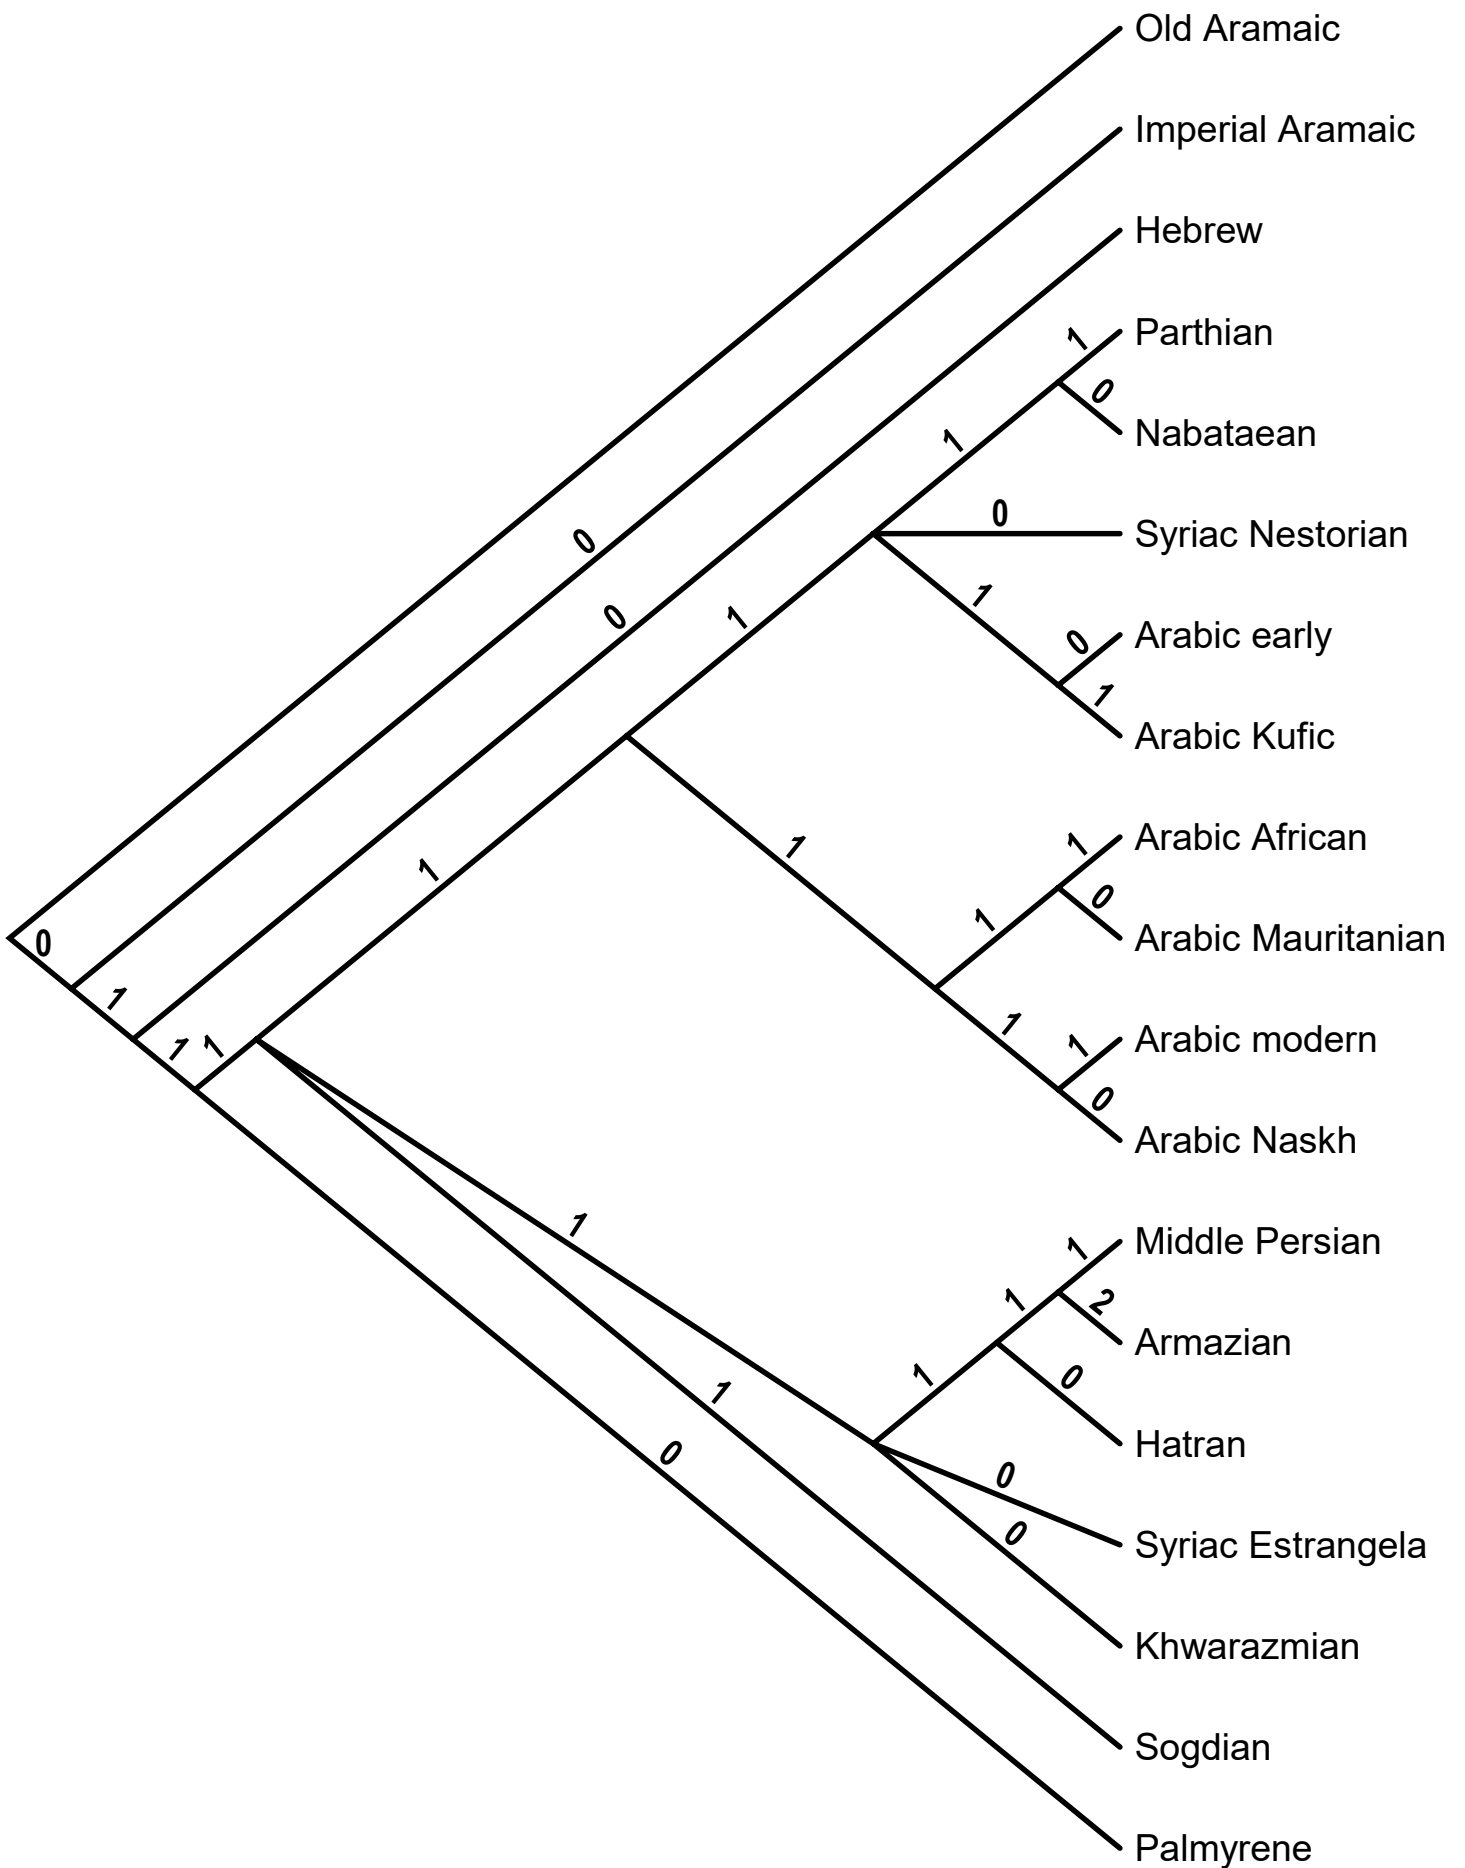 Old Aramaic
Imperial Aramaic
Hebrew
1
Parthian
0
Nabataean
1
0
Syriac Nestorian
0
1
0
1
Arabic early
0
1
1
Arabic Kufic
1
Arabic African
1
0
1
1
Arabic Mauritanian
0
1
1
Arabic modern
1
1
1
0
Arabic Naskh
1
1
Middle Persian
1
2
Armazian
1
0
1
Hatran
0
0
Syriac Estrangela
0
Khwarazmian
Sogdian
Palmyrene